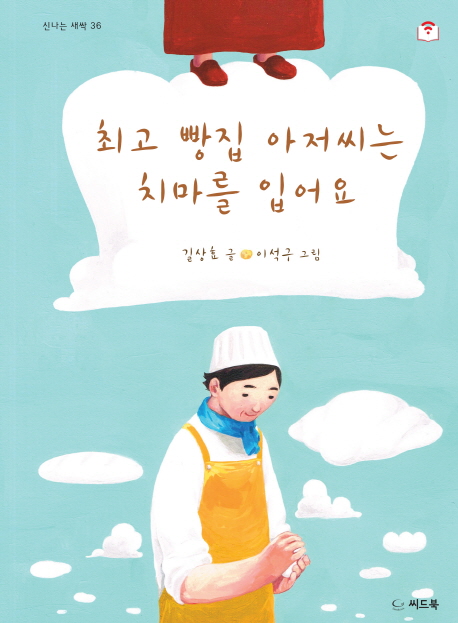 신나는 새싹 36
최고 빵집 아저씨는
치마를 입어요
길상효 글 이석구 그림
씨드북